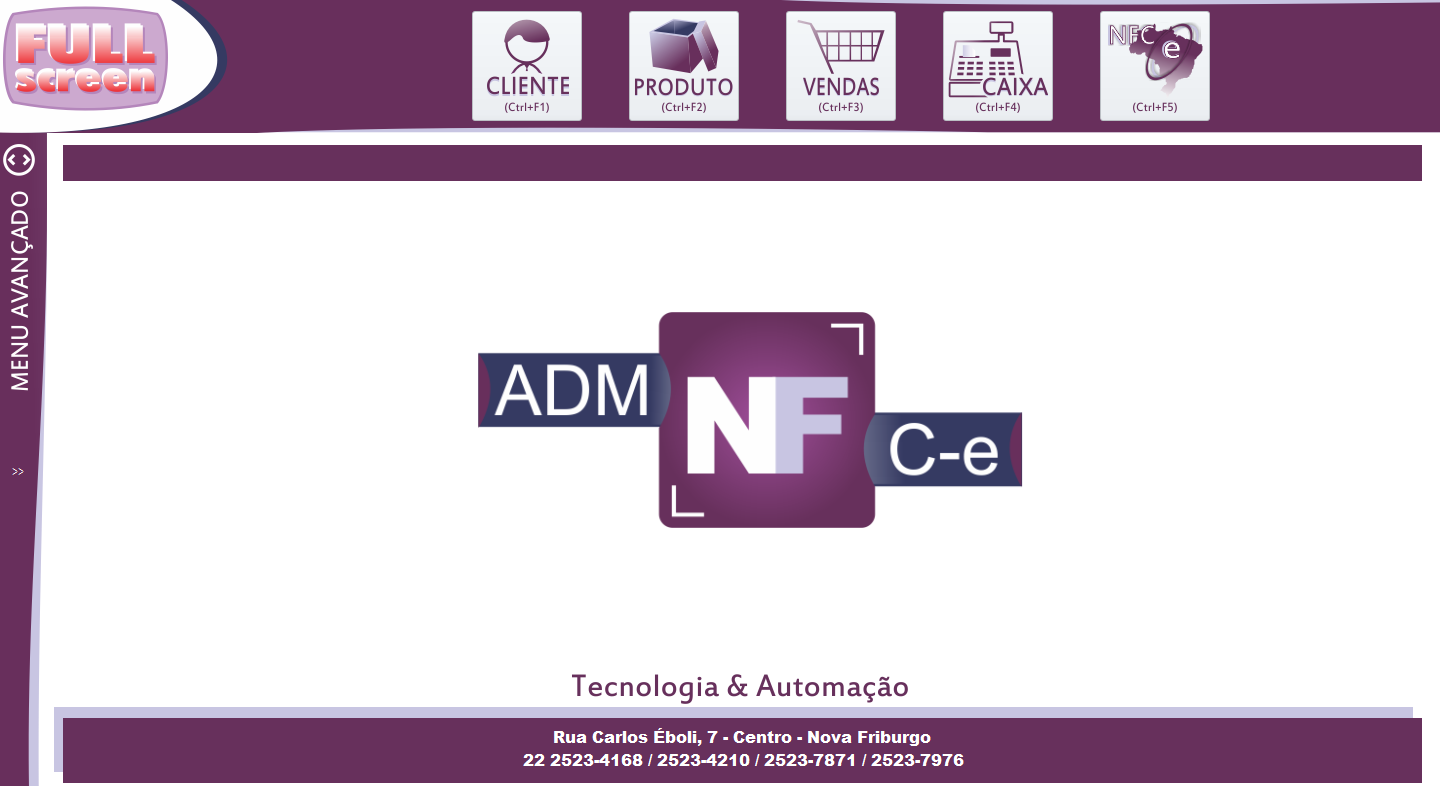 FULL
screen
CLIENTE
(Ctrl+F1)
PRODUTO
(Ctrl+F2)
VENDAS
(Ctrl+F3)
CAIXA
(Ctrl+F4)
NFC e
(Ctrl+F5)
MENU AVANÇADO
>>
ADM
NF
C-e
Tecnologia & Automação
Rua Carlos Éboli, 7 - Centro - Nova Friburgo
22 2523-4168 / 2523-4210 / 2523-7871 / 2523-7976